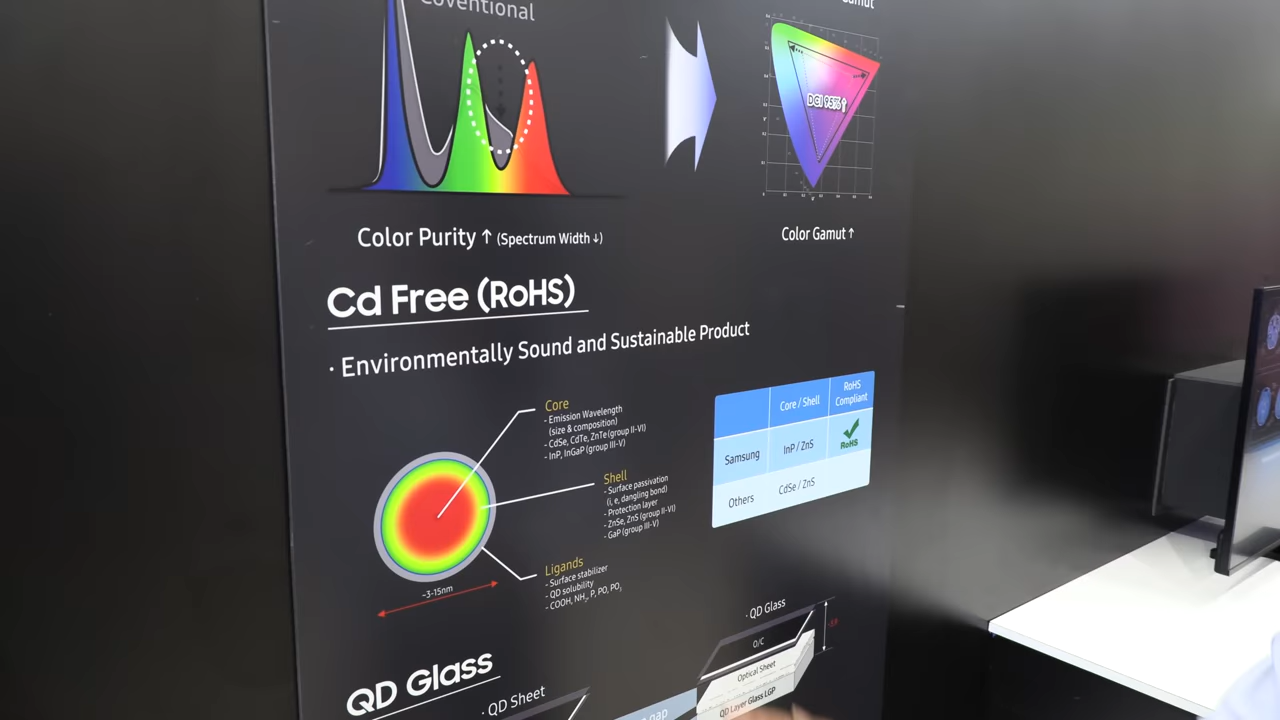 Coventional
Gamut
DCI 95%↑
Color Purity ↑ (Spectrum Width ↓)
Color Gamut ↑
Cd Free (RoHS)
· Environmentally Sound and Sustainable Product
Core
- Emission Wavelength
(size & composition)
- CdSe, CdTe, ZnTe (group II-VI)
- InP, InGaP (group III-V)
Shell
- Surface passivation
(i, e, dangling bond)
- Protection layer
- ZnSe, ZnS (group II-VI)
- GaP (group III-V)
Ligands
- Surface stabilizer
- QD solubility
- COOH, NH₂, P, PO, PO₃
~3-15nm
Core / Shell
RoHS
Compliant
Samsung
InP / ZnS
RoHS
Others
CdSe / ZnS
QD Glass
· QD Sheet
gap
· QD Glass
O/C
Optical Sheet
QD Layer Glass LGP